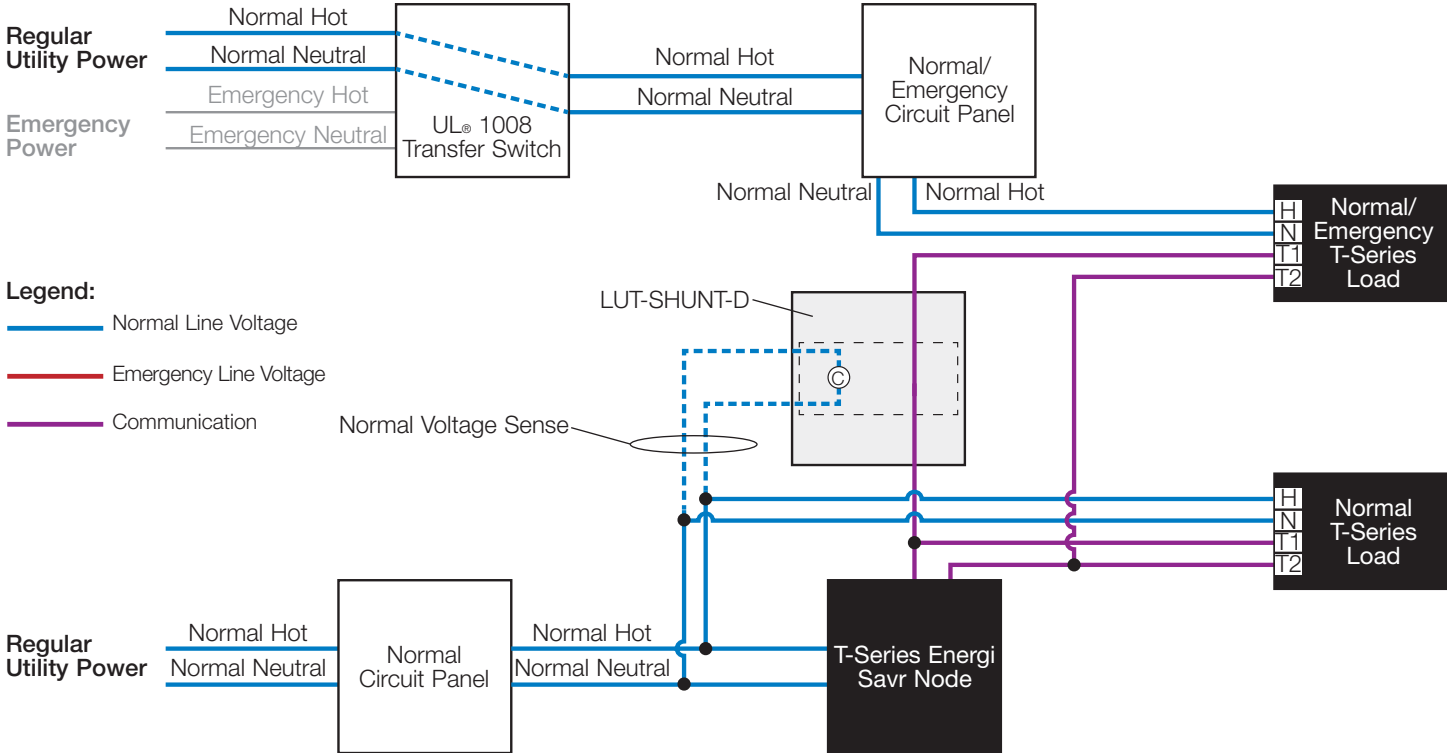 Regular
Utility Power
Normal Hot
Normal Neutral
Emergency
Power
Emergency Hot
Emergency Neutral
UL® 1008
Transfer Switch
Normal Hot
Normal Neutral
Normal/
Emergency
Circuit Panel
Normal Neutral
Normal Hot
H
N
T1
T2
Normal/
Emergency
T-Series
Load
Legend:
Normal Line Voltage
Emergency Line Voltage
Communication
LUT-SHUNT-D
C
Normal Voltage Sense
H
N
T1
T2
Normal
T-Series
Load
Regular
Utility Power
Normal Hot
Normal Neutral
Normal
Circuit Panel
Normal Hot
Normal Neutral
T-Series Energi
Savr Node